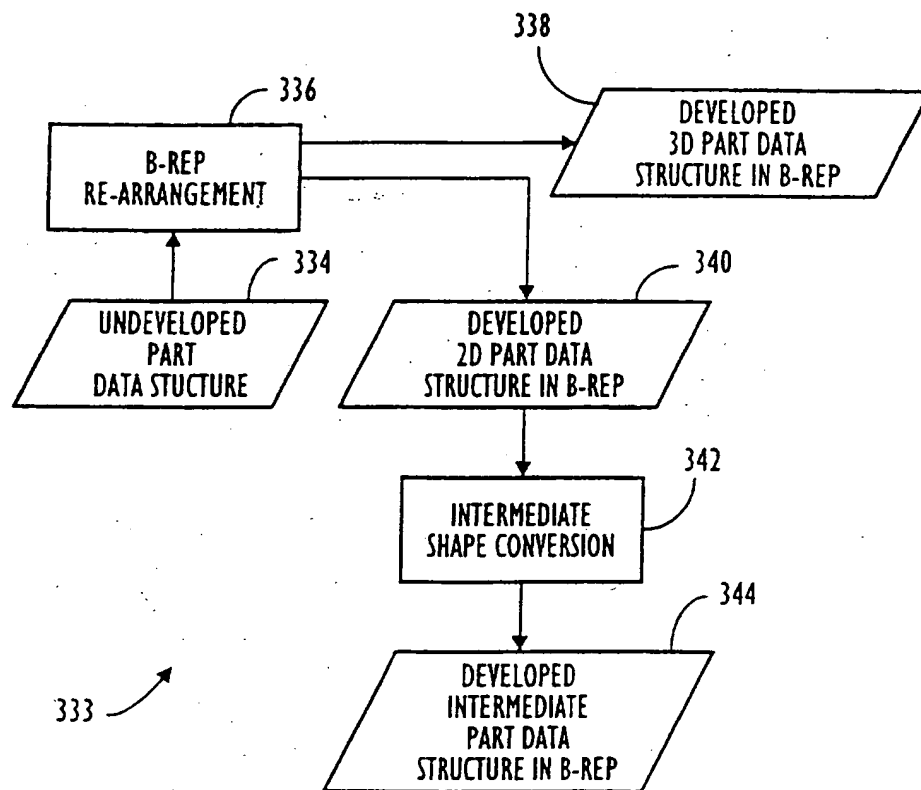 338
336
DEVELOPED
3D PART DATA
STRUCTURE IN B-REP
B-REP
RE-ARRANGEMENT
334
340
UNDEVELOPED
PART
DATA STUCTURE
DEVELOPED
2D PART DATA
STRUCTURE IN B-REP
342
INTERMEDIATE
SHAPE CONVERSION
344
DEVELOPED
INTERMEDIATE
PART DATA
STRUCTURE IN B-REP
333